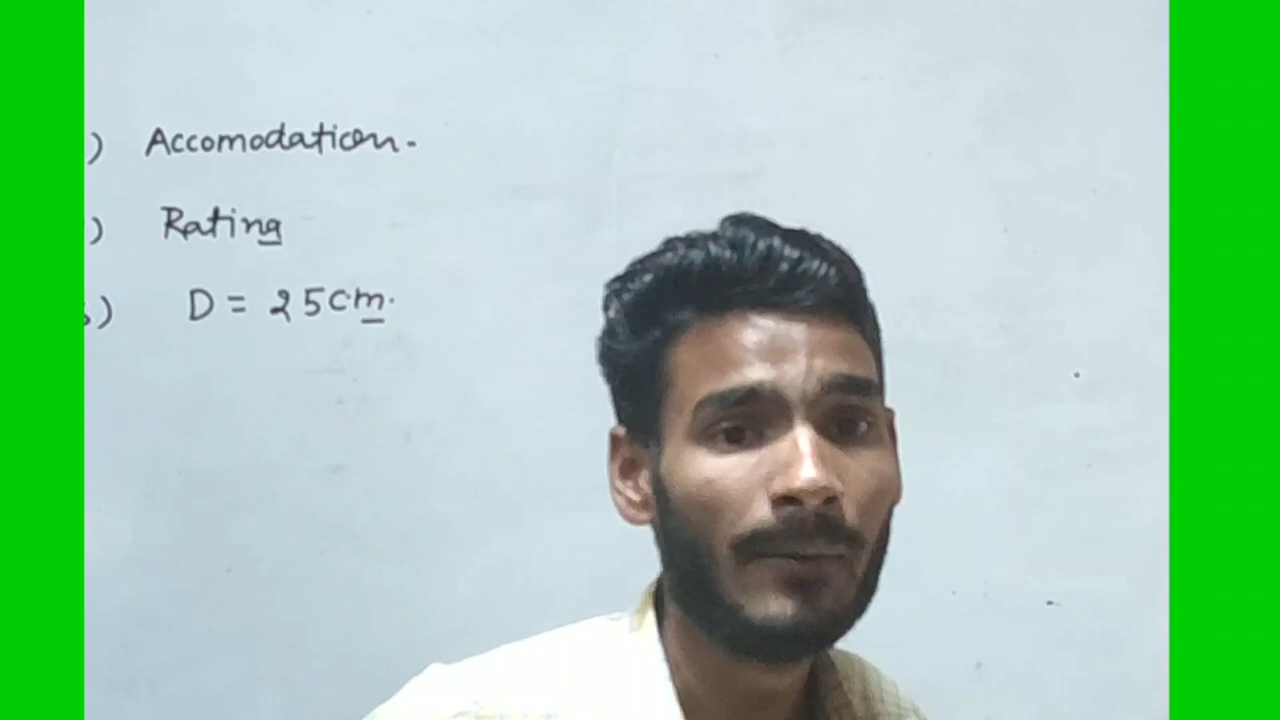 ) Accomodation.
) Rating
) D = 25cm.